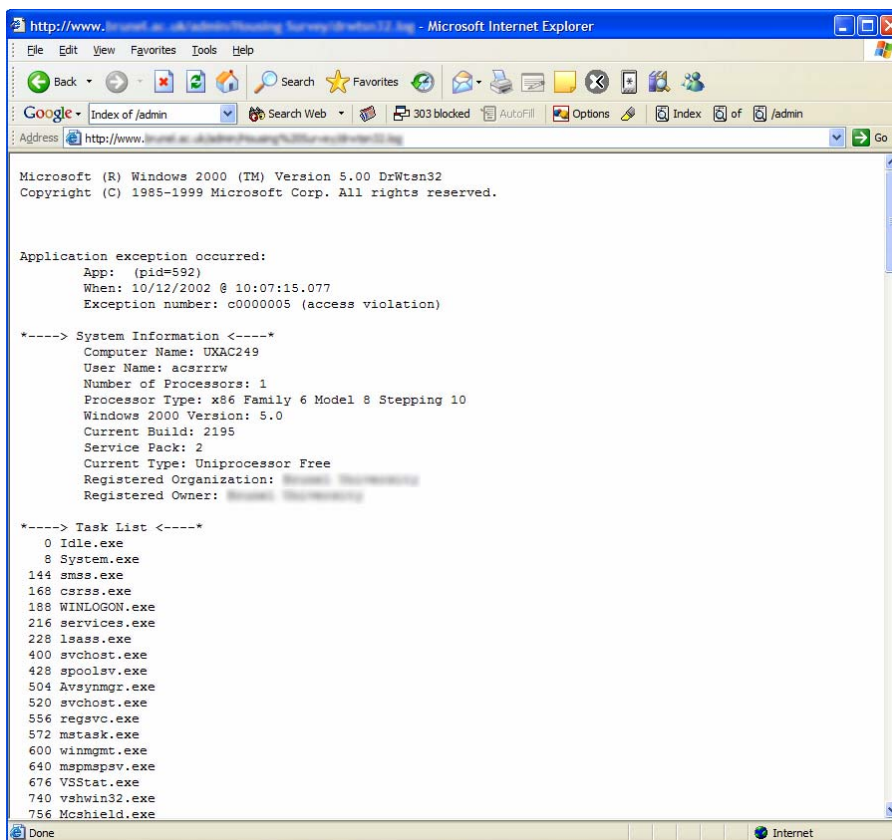 http://www. - Microsoft Internet Explorer
File Edit View Favorites Tools Help
Back Search Favorites
Google Index of /admin Search Web 303 blocked AutoFill Options Index of /admin
Address http://www. Go
Microsoft (R) Windows 2000 (TM) Version 5.00 DrWtsn32
Copyright (C) 1985-1999 Microsoft Corp. All rights reserved.
Application exception occurred:
App: (pid=592)
When: 10/12/2002 @ 10:07:15.077
Exception number: c0000005 (access violation)
*----> System Information <----*
Computer Name: UXAC249
User Name: acsrrrw
Number of Processors: 1
Processor Type: x86 Family 6 Model 8 Stepping 10
Windows 2000 Version: 5.0
Current Build: 2195
Service Pack: 2
Current Type: Uniprocessor Free
Registered Organization:
Registered Owner:
*----> Task List <----*
0 Idle.exe
8 System.exe
144 smss.exe
168 csrss.exe
188 WINLOGON.exe
216 services.exe
228 lsass.exe
400 svchost.exe
428 spoolsv.exe
504 Avsynmgr.exe
520 svchost.exe
556 regsvc.exe
572 mstask.exe
600 winmgmt.exe
640 mspmspsv.exe
676 VSStat.exe
740 vshwin32.exe
756 Mcshield.exe
Done Internet